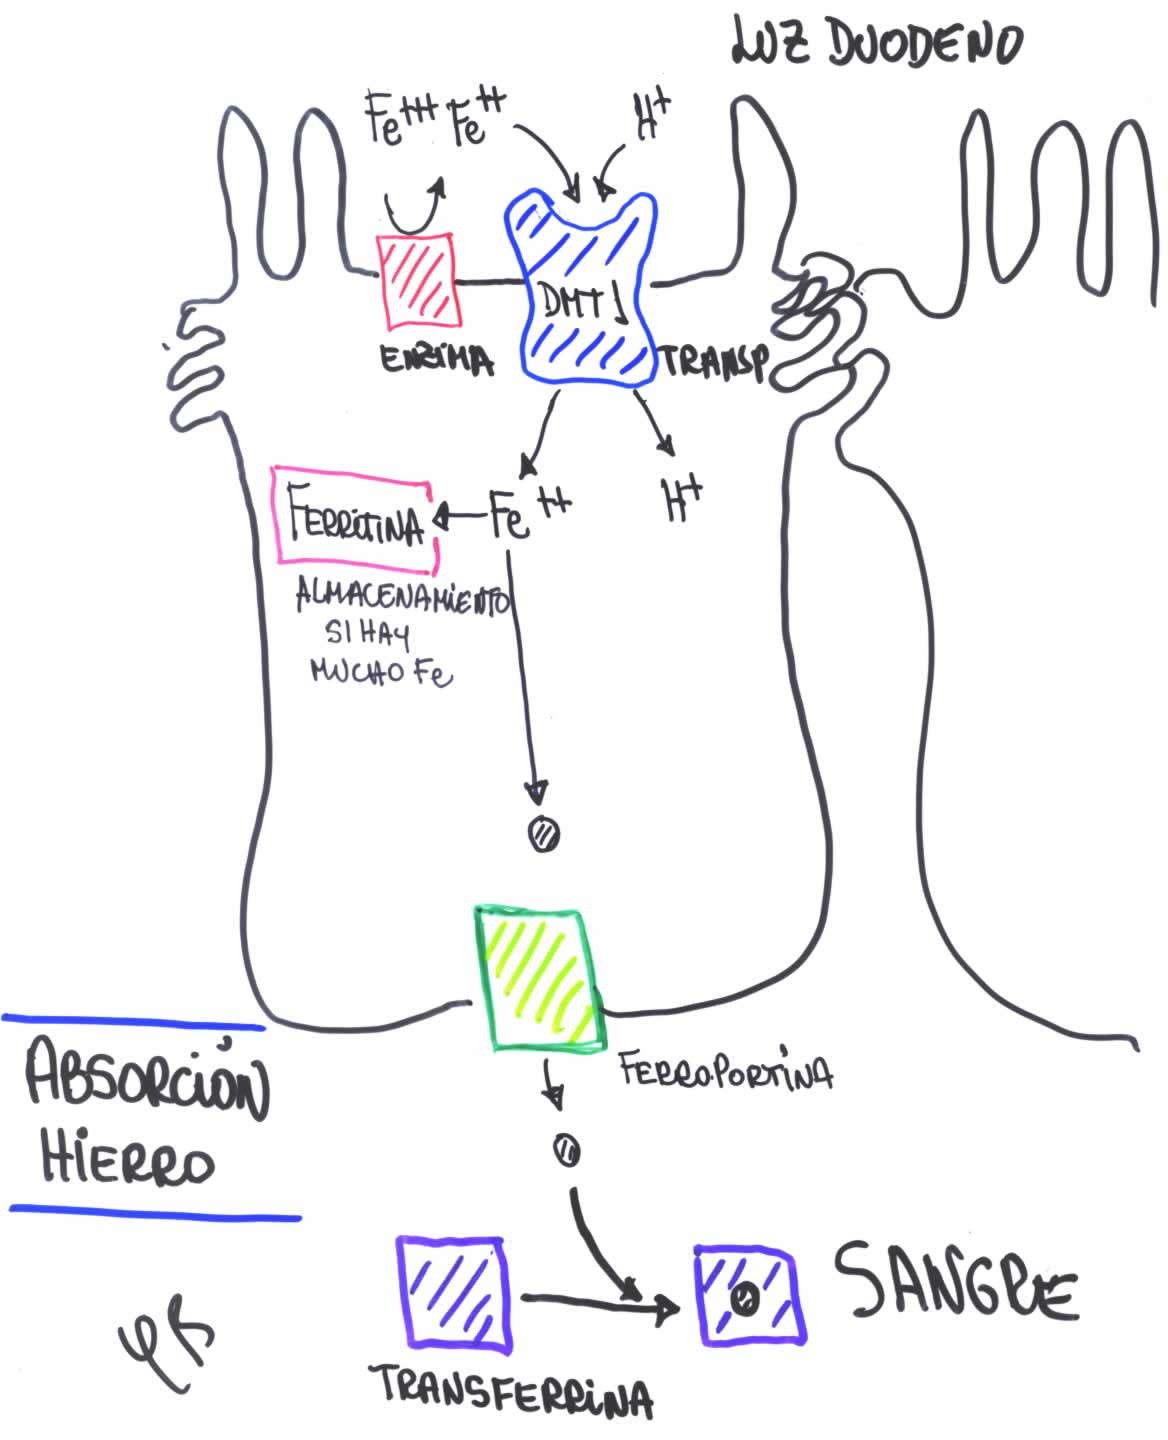 LUZ DUODENO
Fe+++ Fe++ H+
DMT1
ENZIMA
TRANSP
FERRITINA
Fe++
H+
ALMACENAMIENTO
SI HAY
MUCHO Fe
FERROPORTINA
ABSORCIÓN
HIERRO
SANGRE
TRANSFERRINA